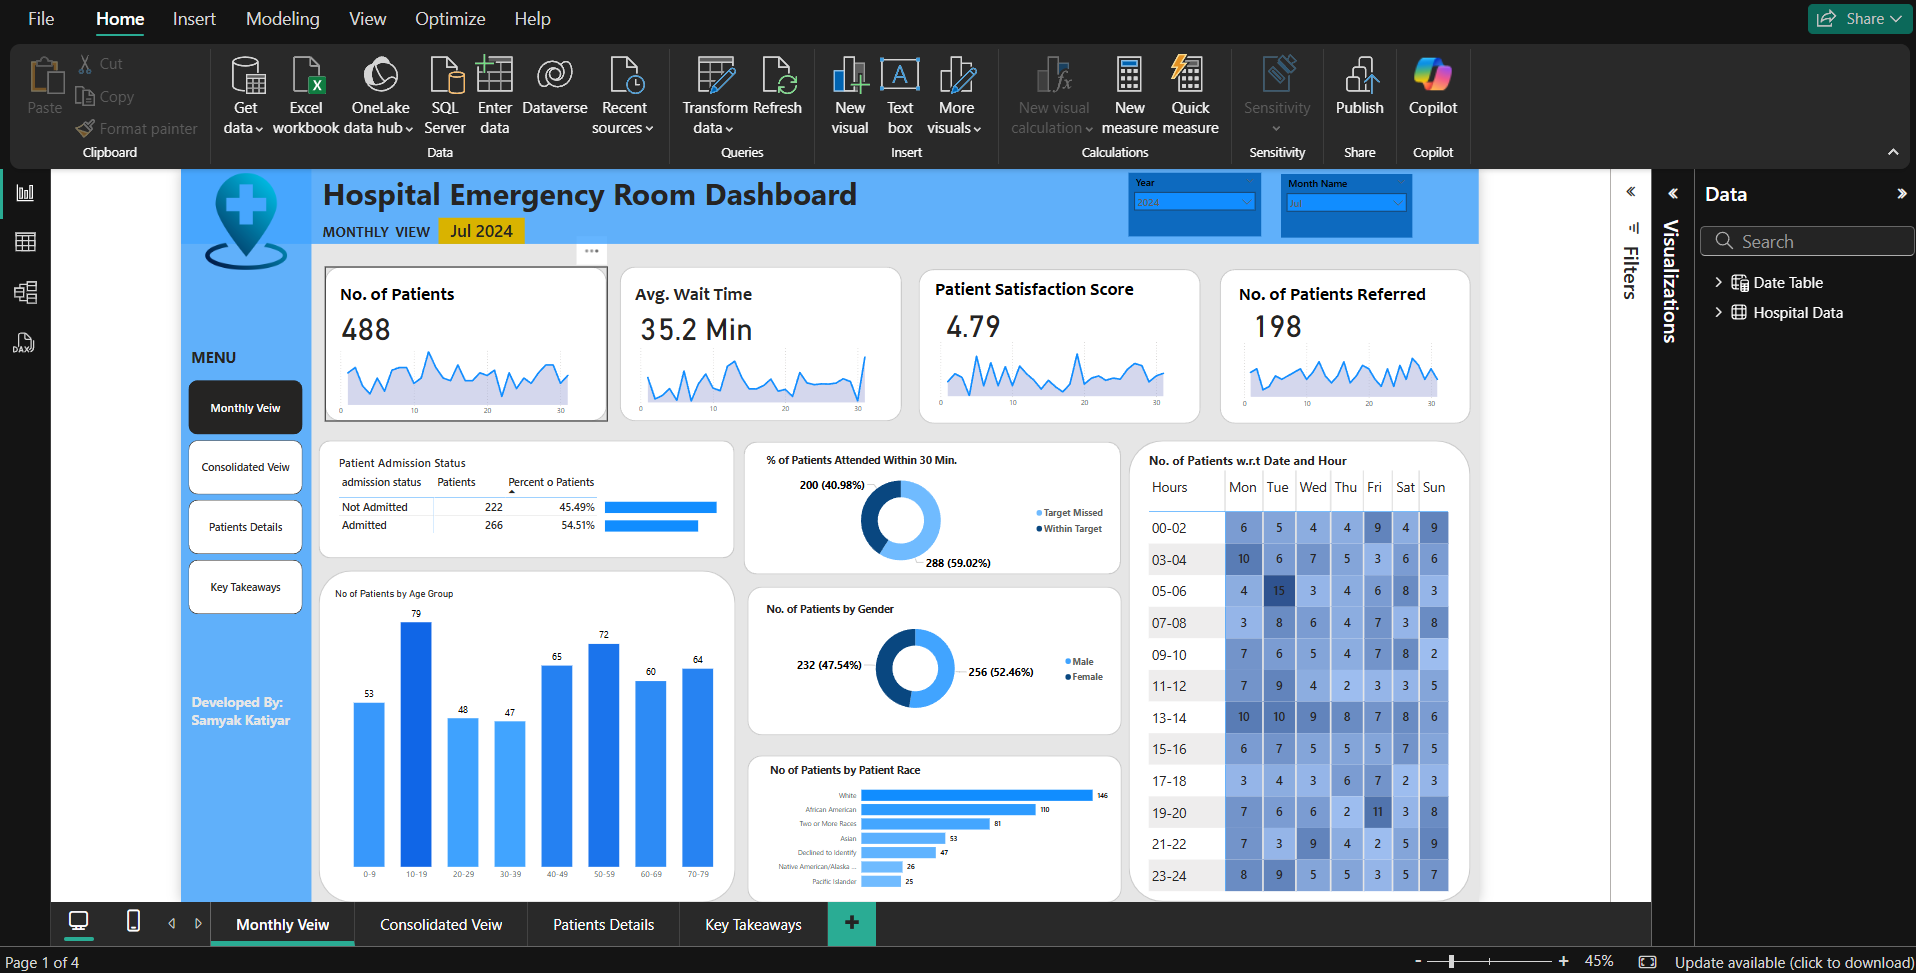 File Home Insert Modeling View Optimize Help Share
Paste Cut Copy Format painter
Clipboard
Get data Excel workbook OneLake data hub SQL Server Enter data Dataverse Recent sources
Data
Transform data Refresh
Queries
New visual Text box More visuals
Insert
New visual calculation New measure Quick measure
Calculations
Sensitivity
Sensitivity
Publish
Share
Copilot
Copilot
Hospital Emergency Room Dashboard
MONTHLY VIEW Jul 2024
Year
2024
Month Name
Jul
MENU
Monthly Veiw
Consolidated Veiw
Patients Details
Key Takeaways
Developed By:
Samyak Katiyar
No. of Patients
488
0 10 20 30
Avg. Wait Time
35.2 Min
0 10 20 30
Patient Satisfaction Score
4.79
0 10 20 30
No. of Patients Referred
198
0 10 20 30
Patient Admission Status
admission status Patients Percent o Patients
Not Admitted 222 45.49%
Admitted 266 54.51%
No of Patients by Age Group
53 79 48 47 65 72 60 64
0-9 10-19 20-29 30-39 40-49 50-59 60-69 70-79
% of Patients Attended Within 30 Min.
200 (40.98%)
288 (59.02%)
Target Missed
Within Target
No. of Patients by Gender
232 (47.54%)
256 (52.46%)
Male
Female
No of Patients by Patient Race
White 146
African American 110
Two or More Races 81
Asian 53
Declined to Identify 47
Native American/Alaska ... 26
Pacific Islander 25
No. of Patients w.r.t Date and Hour
Hours Mon Tue Wed Thu Fri Sat Sun
00-02 6 5 4 4 9 4 9
03-04 10 6 7 5 3 6 6
05-06 4 15 3 4 6 8 3
07-08 3 8 6 4 7 3 8
09-10 7 6 5 4 7 8 2
11-12 7 9 4 2 3 3 5
13-14 10 10 9 8 7 8 6
15-16 6 7 5 5 5 7 5
17-18 3 4 3 6 7 2 3
19-20 7 6 6 2 11 3 8
21-22 7 3 9 4 2 5 9
23-24 8 9 5 5 3 5 7
Filters
Visualizations
Data
Search
Date Table
Hospital Data
Monthly Veiw Consolidated Veiw Patients Details Key Takeaways +
Page 1 of 4
- + 45% Update available (click to download)